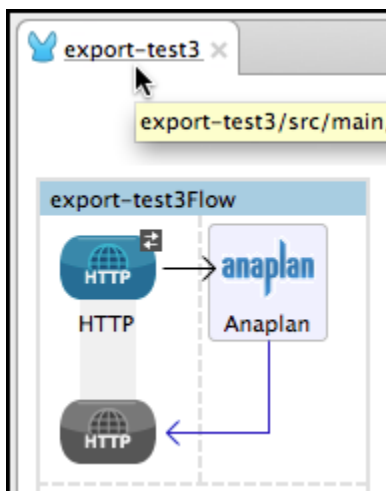 export-test3
export-test3/src/main
export-test3Flow
HTTP
anaplan
HTTP
Anaplan
HTTP